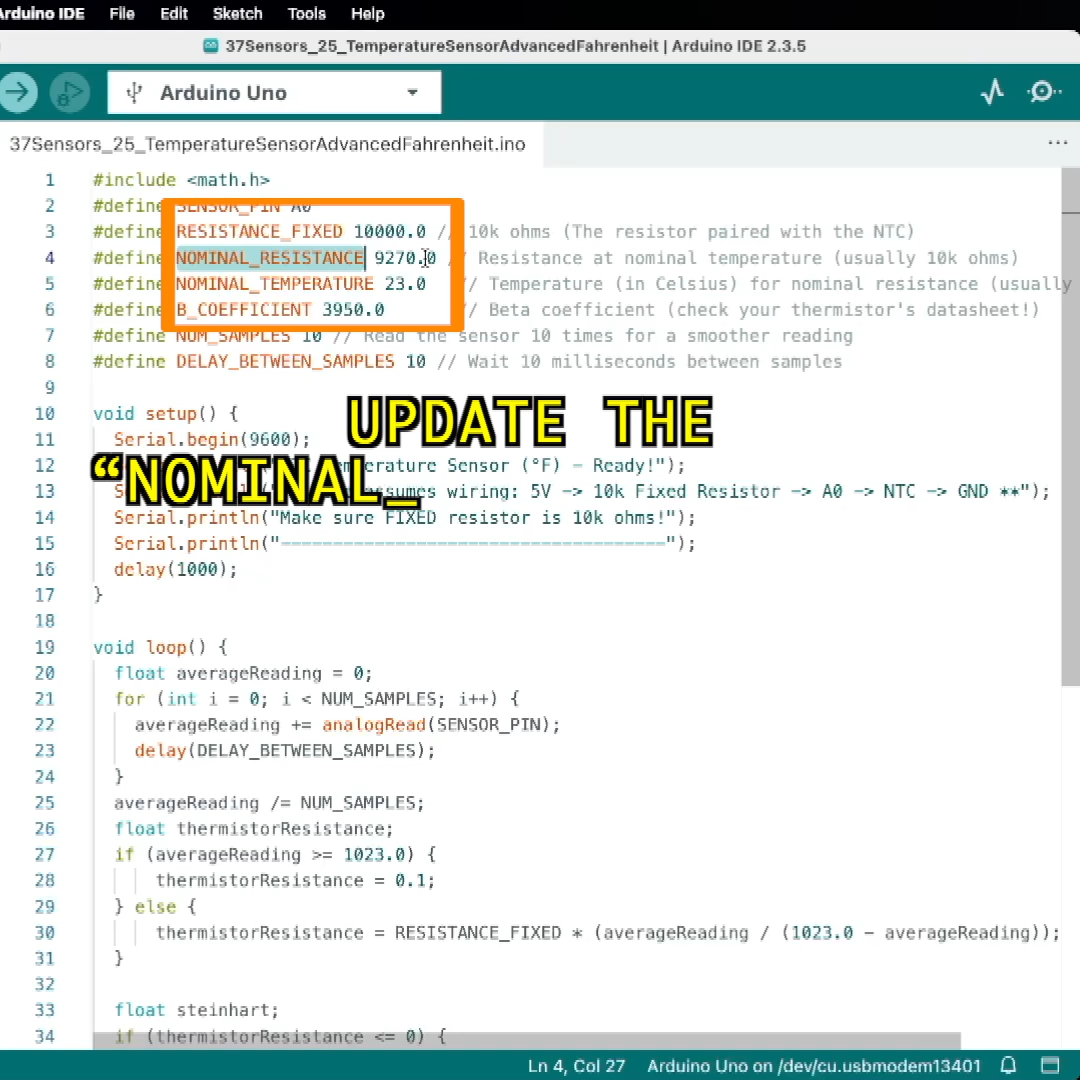 Arduino IDE File Edit Sketch Tools Help
37Sensors_25_TemperatureSensorAdvancedFahrenheit | Arduino IDE 2.3.5
Arduino Uno
37Sensors_25_TemperatureSensorAdvancedFahrenheit.ino
1 #include <math.h>
2 #define SENSOR_PIN A0
3 #define RESISTANCE_FIXED 10000.0 // 10k ohms (The resistor paired with the NTC)
4 #define NOMINAL_RESISTANCE 9270.0 // Resistance at nominal temperature (usually 10k ohms)
5 #define NOMINAL_TEMPERATURE 23.0 // Temperature (in Celsius) for nominal resistance (usually
6 #define B_COEFFICIENT 3950.0 // Beta coefficient (check your thermistor's datasheet!)
7 #define NUM_SAMPLES 10 // Read the sensor 10 times for a smoother reading
8 #define DELAY_BETWEEN_SAMPLES 10 // Wait 10 milliseconds between samples
9
10 void setup() {
11 Serial.begin(9600);
UPDATE THE
12 emperature Sensor (°F) - Ready!");
“NOMINAL_
13 assumes wiring: 5V -> 10k Fixed Resistor -> A0 -> NTC -> GND **");
14 Serial.println("Make sure FIXED resistor is 10k ohms!");
15 Serial.println("=====================================");
16 delay(1000);
17 }
18
19 void loop() {
20 float averageReading = 0;
21 for (int i = 0; i < NUM_SAMPLES; i++) {
22 averageReading += analogRead(SENSOR_PIN);
23 delay(DELAY_BETWEEN_SAMPLES);
24 }
25 averageReading /= NUM_SAMPLES;
26 float thermistorResistance;
27 if (averageReading >= 1023.0) {
28 thermistorResistance = 0.1;
29 } else {
30 thermistorResistance = RESISTANCE_FIXED * (averageReading / (1023.0 - averageReading));
31 }
32
33 float steinhart;
34 if (thermistorResistance <= 0) {
Ln 4, Col 27 Arduino Uno on /dev/cu.usbmodem13401